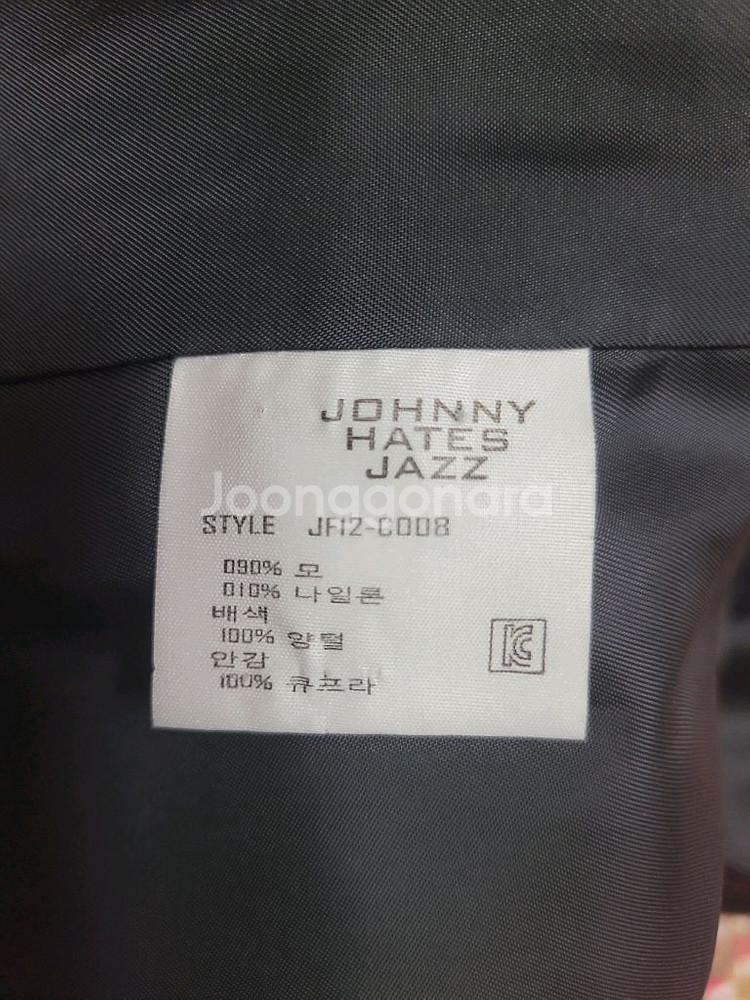 JOHNNY
HATES
JAZZ
Joonggonara
STYLE JFI2-C008
090% 모
010% 나일론
배색
100% 양털
안감
100% 큐프라